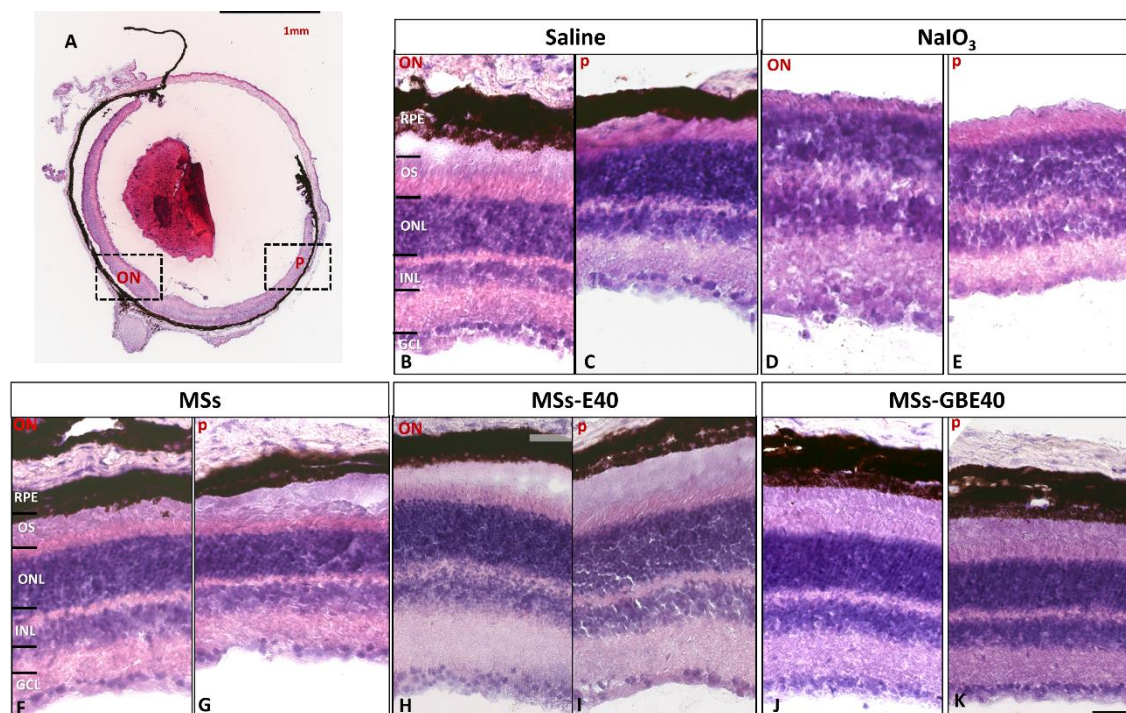 A
1mm
ON
P
Saline
NaIO₃
ON
p
ON
p
RPE
OS
ONL
INL
GCL
B
C
D
E
MSs
MSs-E40
MSs-GBE40
ON
p
ON
p
p
RPE
OS
ONL
INL
GCL
F
G
H
I
J
K